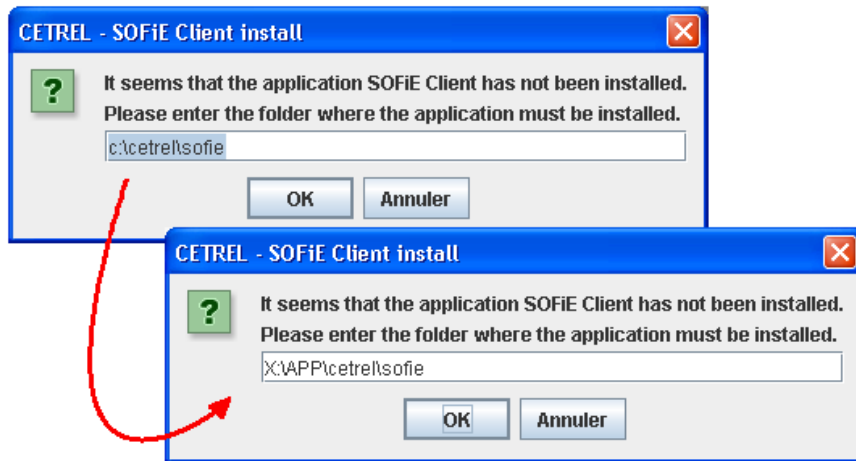 CETREL - SOFiE Client install
It seems that the application SOFiE Client has not been installed.
Please enter the folder where the application must be installed.
c:\cetrel\sofie
OK Annuler
CETREL - SOFiE Client install
It seems that the application SOFiE Client has not been installed.
Please enter the folder where the application must be installed.
X:\APP\cetrel\sofie
OK Annuler